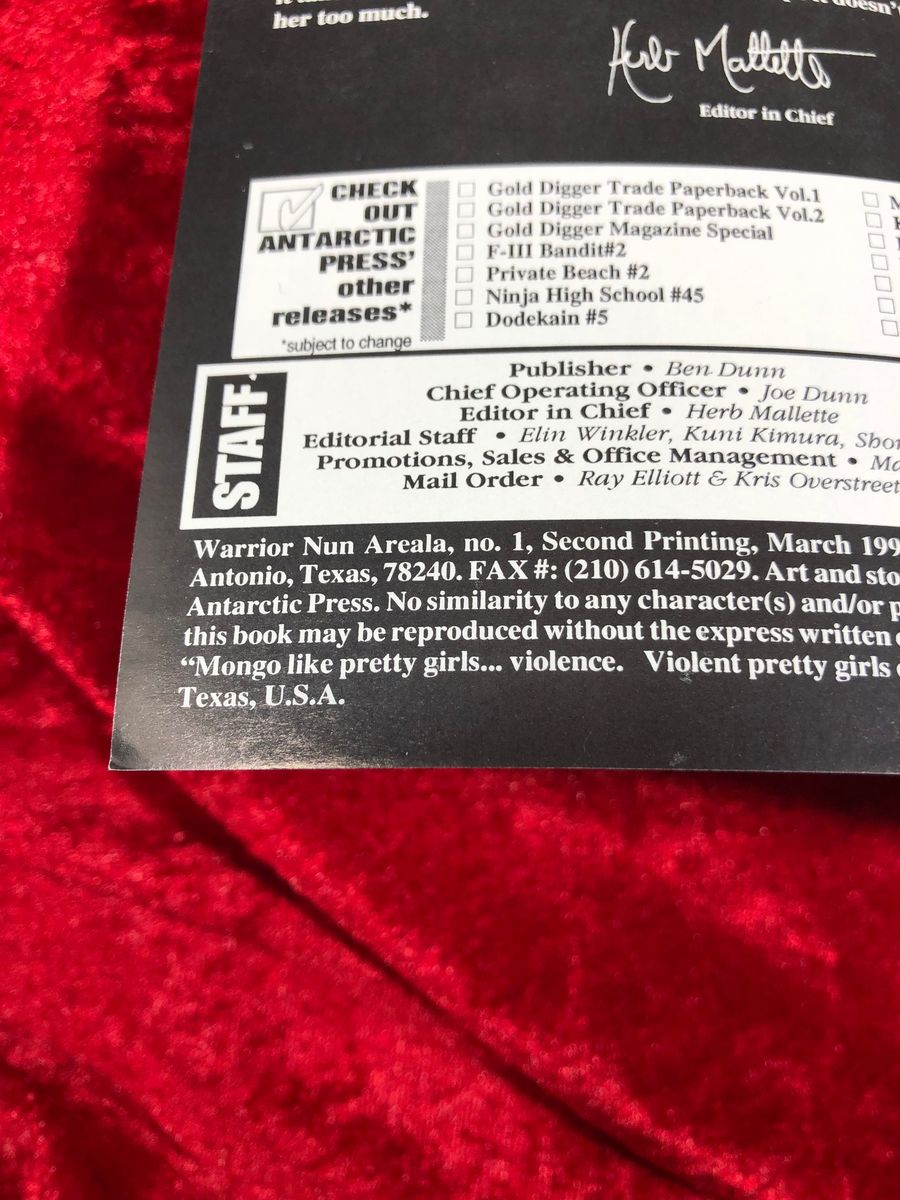 her too much.
Herb Mallette
Editor in Chief
CHECK
OUT
ANTARCTIC
PRESS'
other
releases*
*subject to change
Gold Digger Trade Paperback Vol.1
Gold Digger Trade Paperback Vol.2
Gold Digger Magazine Special
F-III Bandit#2
Private Beach #2
Ninja High School #45
Dodekain #5
STAFF
Publisher • Ben Dunn
Chief Operating Officer • Joe Dunn
Editor in Chief • Herb Mallette
Editorial Staff • Elin Winkler, Kuni Kimura,
Promotions, Sales & Office Management •
Mail Order • Ray Elliott & Kris Overstreet
Warrior Nun Areala, no. 1, Second Printing, March 199
Antonio, Texas, 78240. FAX #: (210) 614-5029. Art and
Antarctic Press. No similarity to any character(s) and/or
this book may be reproduced without the express written
“Mongo like pretty girls... violence. Violent pretty girls
Texas, U.S.A.